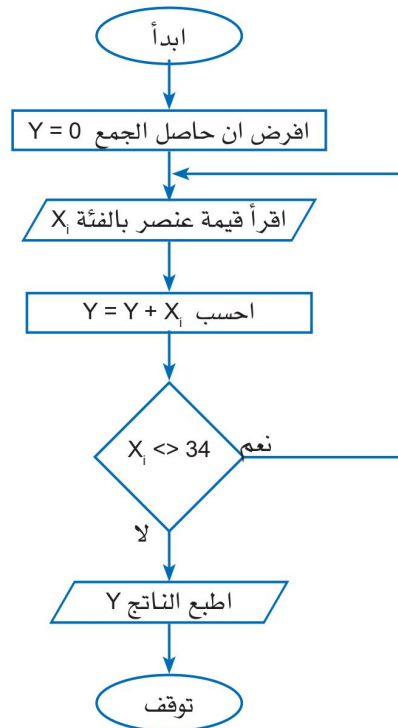 ابدأ
افرض ان حاصل الجمع Y = 0
اقرأ قيمة عنصر بالفئة Xi
احسب Y = Y + Xi
Xi <> 34
نعم
لا
اطبع الناتج Y
توقف